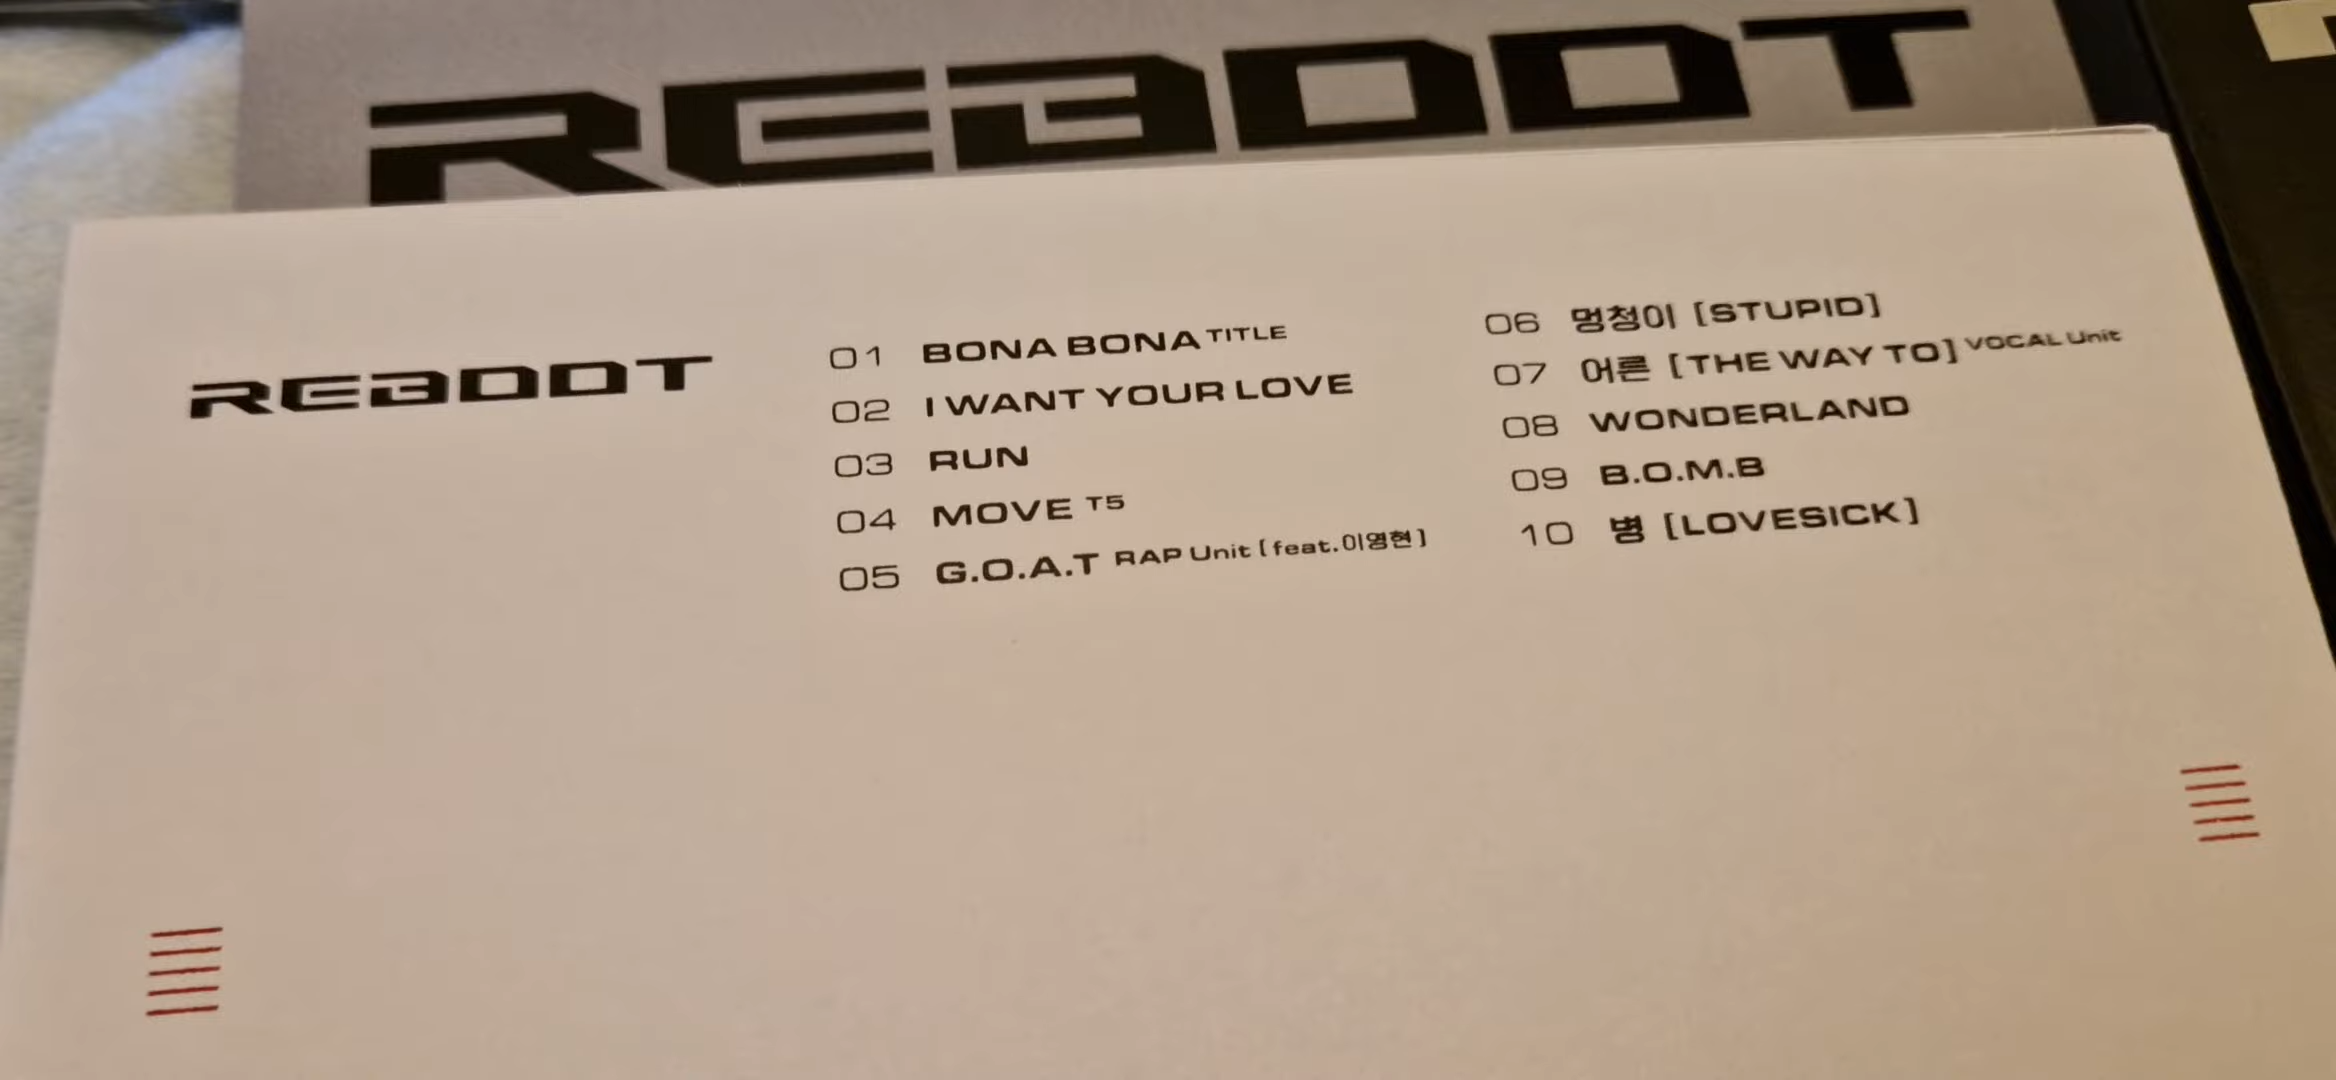 REBOOT
REBOOT
01 BONA BONA TITLE
02 I WANT YOUR LOVE
03 RUN
04 MOVE T5
05 G.O.A.T RAP Unit [feat.이영현]
06 멍청이 [STUPID]
07 어른 [THE WAY TO] VOCAL Unit
08 WONDERLAND
09 B.O.M.B
10 병 [LOVESICK]